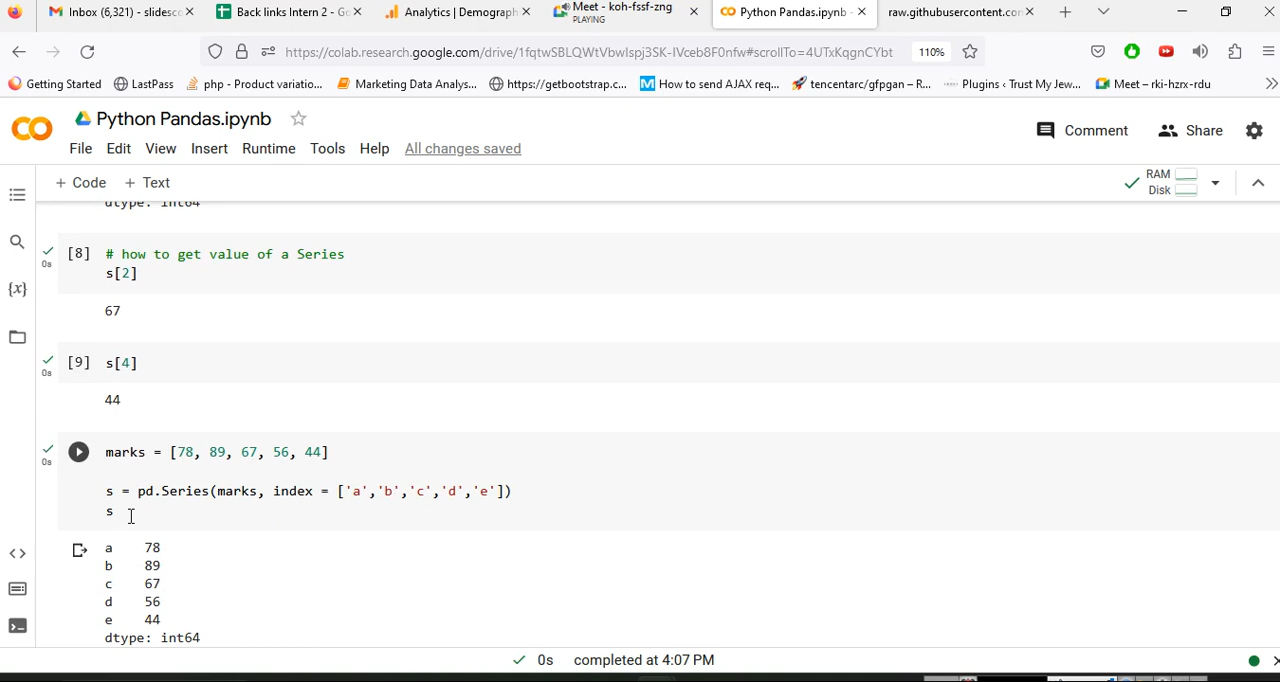 Inbox (6,321) - slidesco
Back links Intern 2 - Go
Analytics | Demograph
Meet - koh-fssf-zng
PLAYING
Python Pandas.ipynb -
raw.githubusercontent.com
https://colab.research.google.com/drive/1fqtwSBLQWtVbwIspj3SK-IVceb8F0nfw#scrollTo=4UTxKqgnCYbt
110%
Getting Started
LastPass
php - Product variatio...
Marketing Data Analys...
https://getbootstrap.c...
How to send AJAX req...
tencentarc/gfpgan – R...
Plugins ‹ Trust My Jew...
Meet – rki-hzrx-rdu
Python Pandas.ipynb
Comment
Share
File Edit View Insert Runtime Tools Help All changes saved
+ Code + Text
RAM
Disk
dtype: int64
[8] # how to get value of a Series
0s
s[2]
67
[9] s[4]
0s
44
marks = [78, 89, 67, 56, 44]
0s
s = pd.Series(marks, index = ['a','b','c','d','e'])
s
a 78
b 89
c 67
d 56
e 44
dtype: int64
0s completed at 4:07 PM